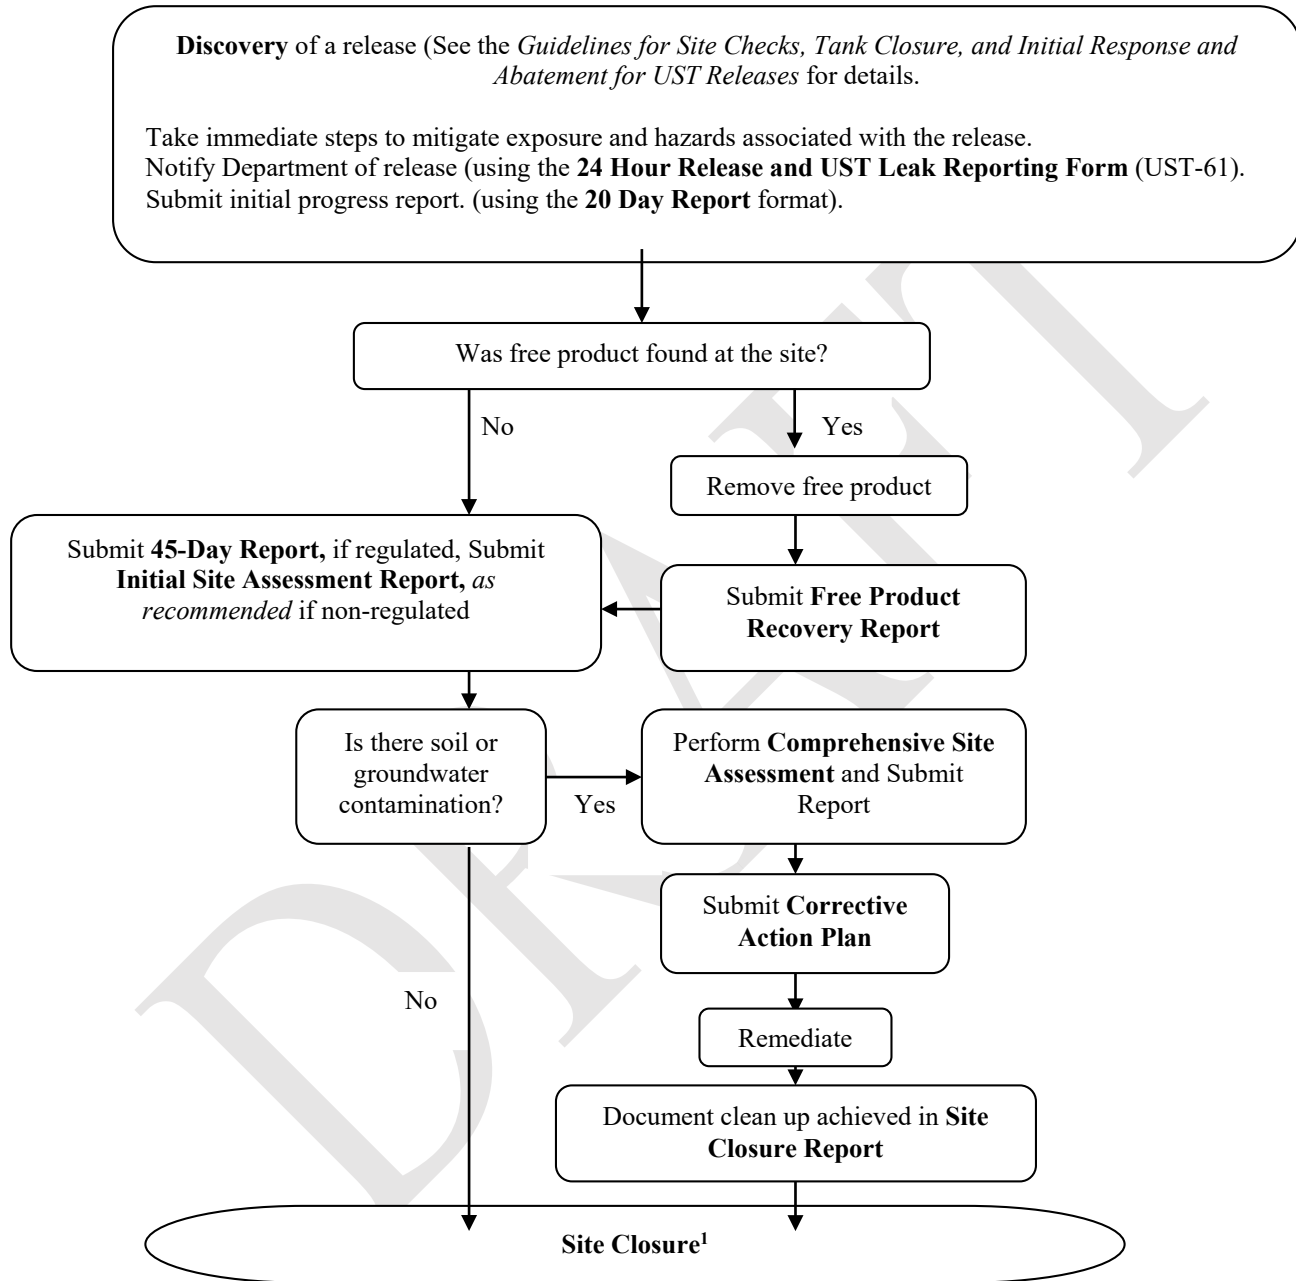 Discovery of a release (See the Guidelines for Site Checks, Tank Closure, and Initial Response and
Abatement for UST Releases for details.
Take immediate steps to mitigate exposure and hazards associated with the release.
Notify Department of release (using the 24 Hour Release and UST Leak Reporting Form (UST-61).
Submit initial progress report. (using the 20 Day Report format).
Was free product found at the site?
No
Yes
Remove free product
Submit 45-Day Report, if regulated, Submit
Initial Site Assessment Report, as
recommended if non-regulated
Submit Free Product
Recovery Report
Is there soil or
groundwater
contamination?
Yes
Perform Comprehensive Site
Assessment and Submit
Report
Submit Corrective
Action Plan
No
Remediate
Document clean up achieved in Site
Closure Report
Site Closure1
DRAFT